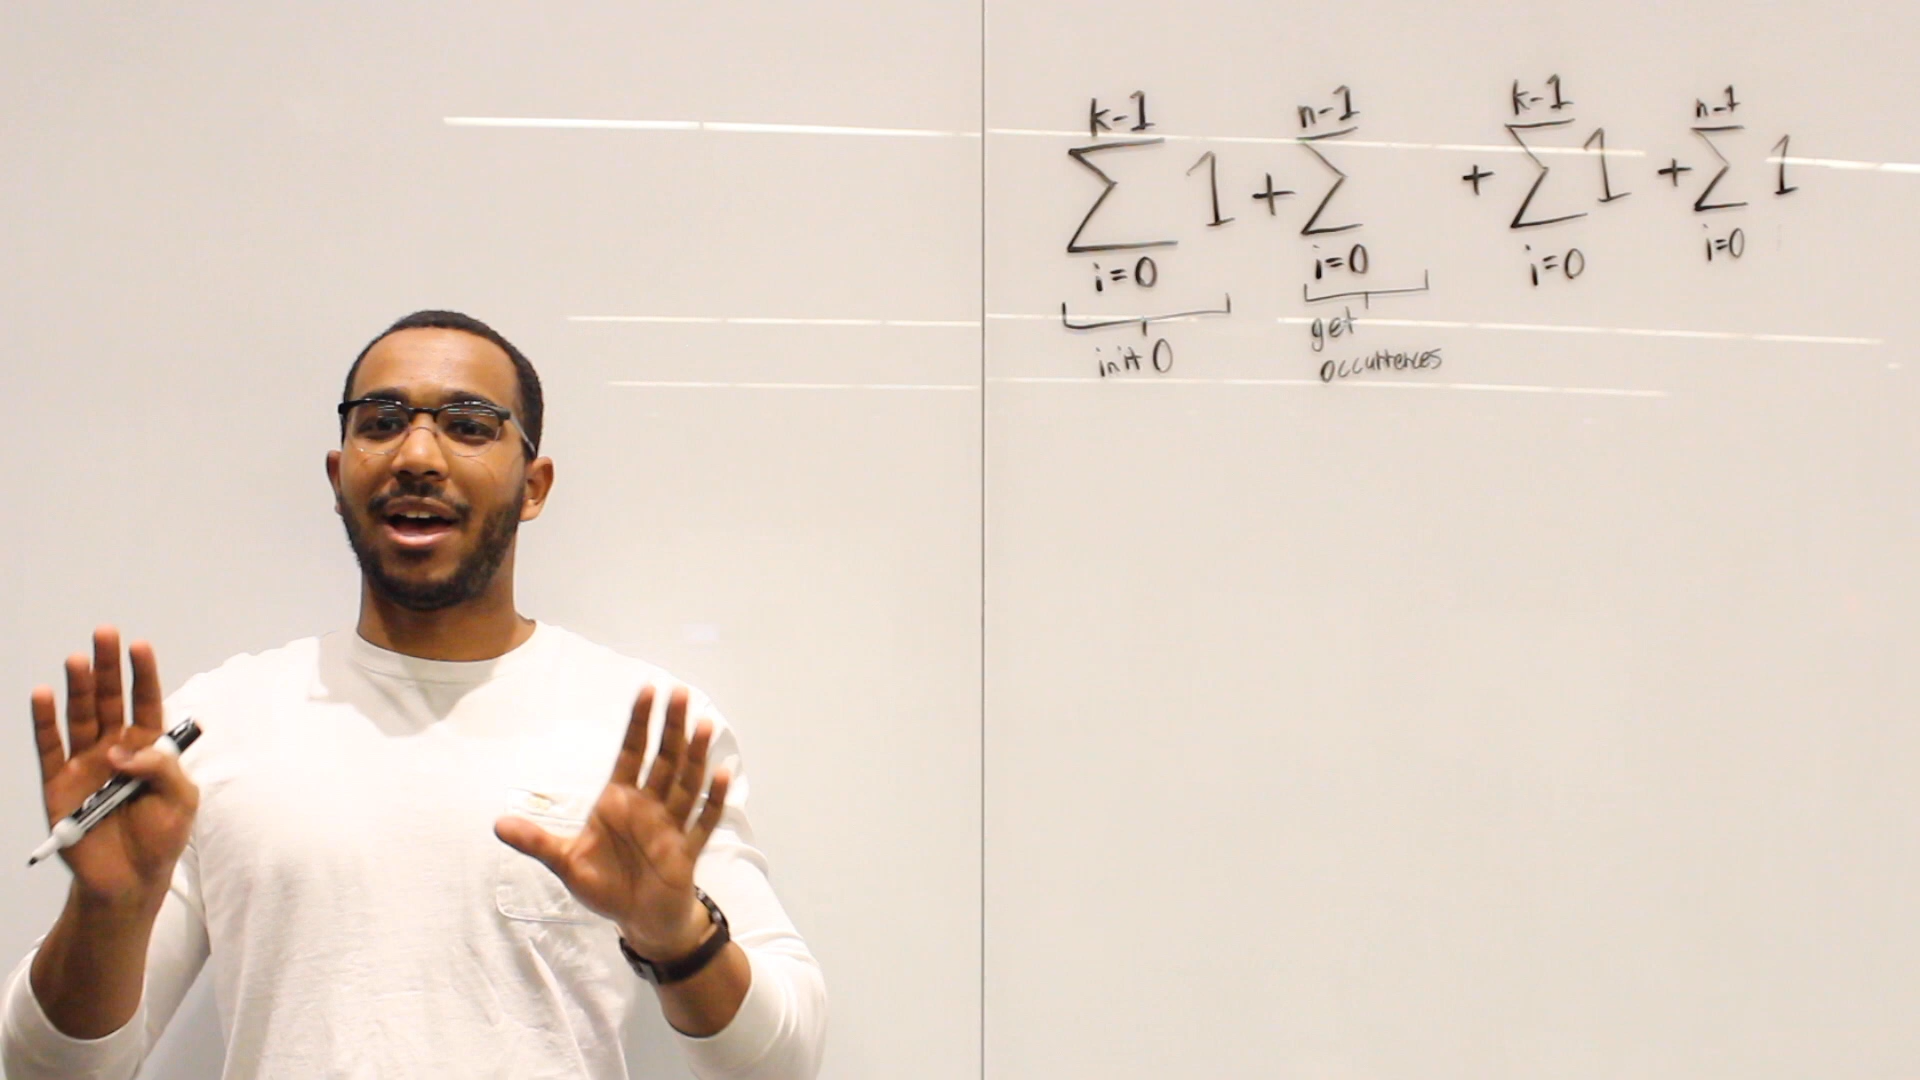 k-1 n-1 k-1 n-1
∑ 1 + ∑ + ∑ 1 + ∑ 1
i=0 i=0 i=0 i=0
init 0
get
occurrences